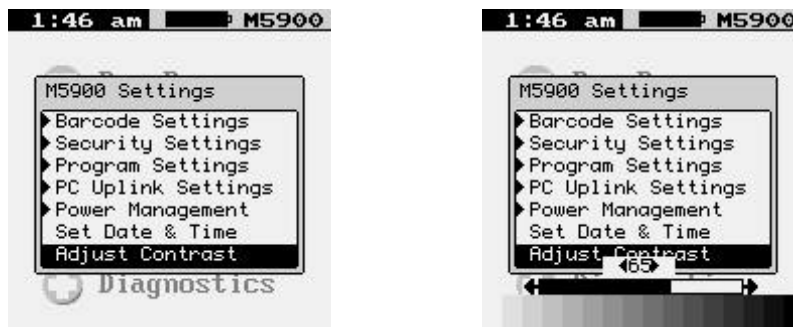 1:46 am M5900
M5900 Settings
Barcode Settings
Security Settings
Program Settings
PC Uplink Settings
Power Management
Set Date & Time
Adjust Contrast
Diagnostics
1:46 am M5900
M5900 Settings
Barcode Settings
Security Settings
Program Settings
PC Uplink Settings
Power Management
Set Date & Time
Adjust Contrast
65